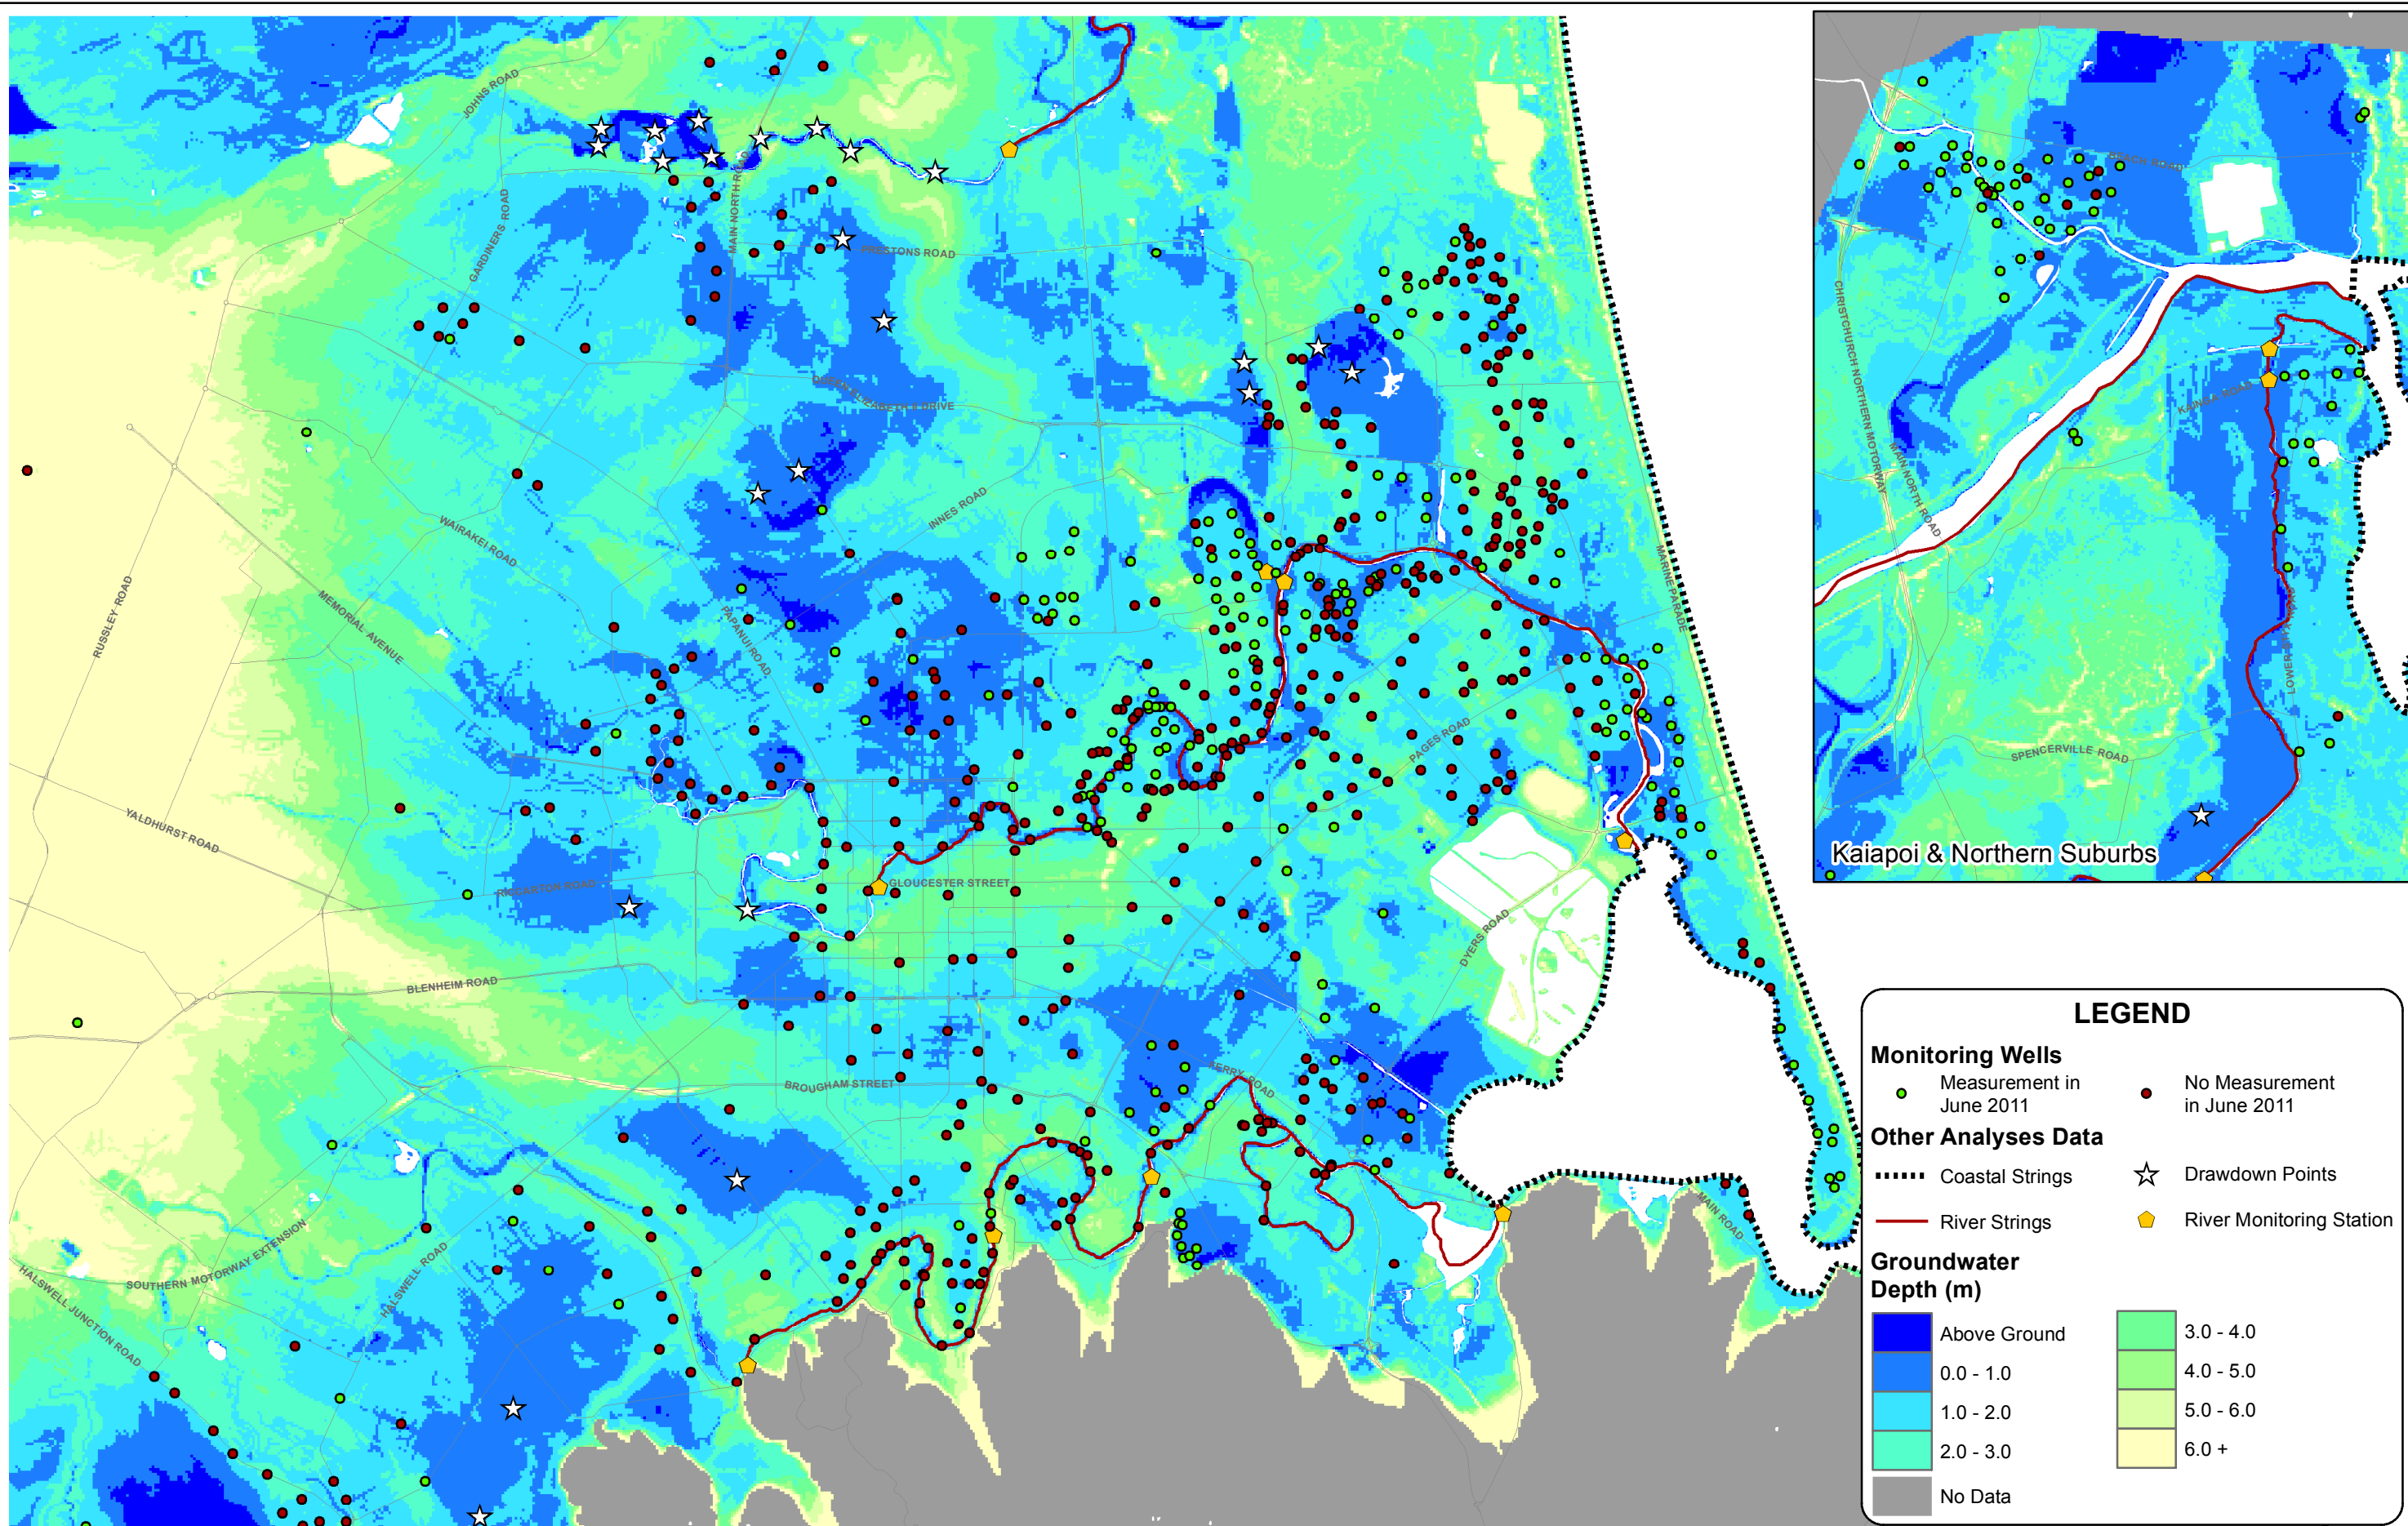 JOHNS ROAD
GARDINERS ROAD
MAIN NORTH ROAD
PRESTONS ROAD
QUEEN ELIZABETH II DRIVE
INNES ROAD
WAIRAKEI ROAD
MEMORIAL AVENUE
RUSSLEY ROAD
PAPANUI ROAD
MARINE PARADE
PAGES ROAD
YALDHURST ROAD
RICCARTON ROAD
GLOUCESTER STREET
DYERS ROAD
BLENHEIM ROAD
BROUGHAM STREET
FERRY ROAD
MAIN ROAD
SOUTHERN MOTORWAY EXTENSION
HALSWELL ROAD
HALSWELL JUNCTION ROAD
BEACH ROAD
CHRISTCHURCH NORTHERN MOTORWAY
MAIN NORTH ROAD
KAINGA ROAD
SPENCERVILLE ROAD
Kaiapoi & Northern Suburbs
LEGEND
Monitoring Wells
Measurement in
June 2011
No Measurement
in June 2011
Other Analyses Data
Coastal Strings
Drawdown Points
River Strings
River Monitoring Station
Groundwater
Depth (m)
Above Ground
0.0 - 1.0
1.0 - 2.0
2.0 - 3.0
No Data
3.0 - 4.0
4.0 - 5.0
5.0 - 6.0
6.0 +